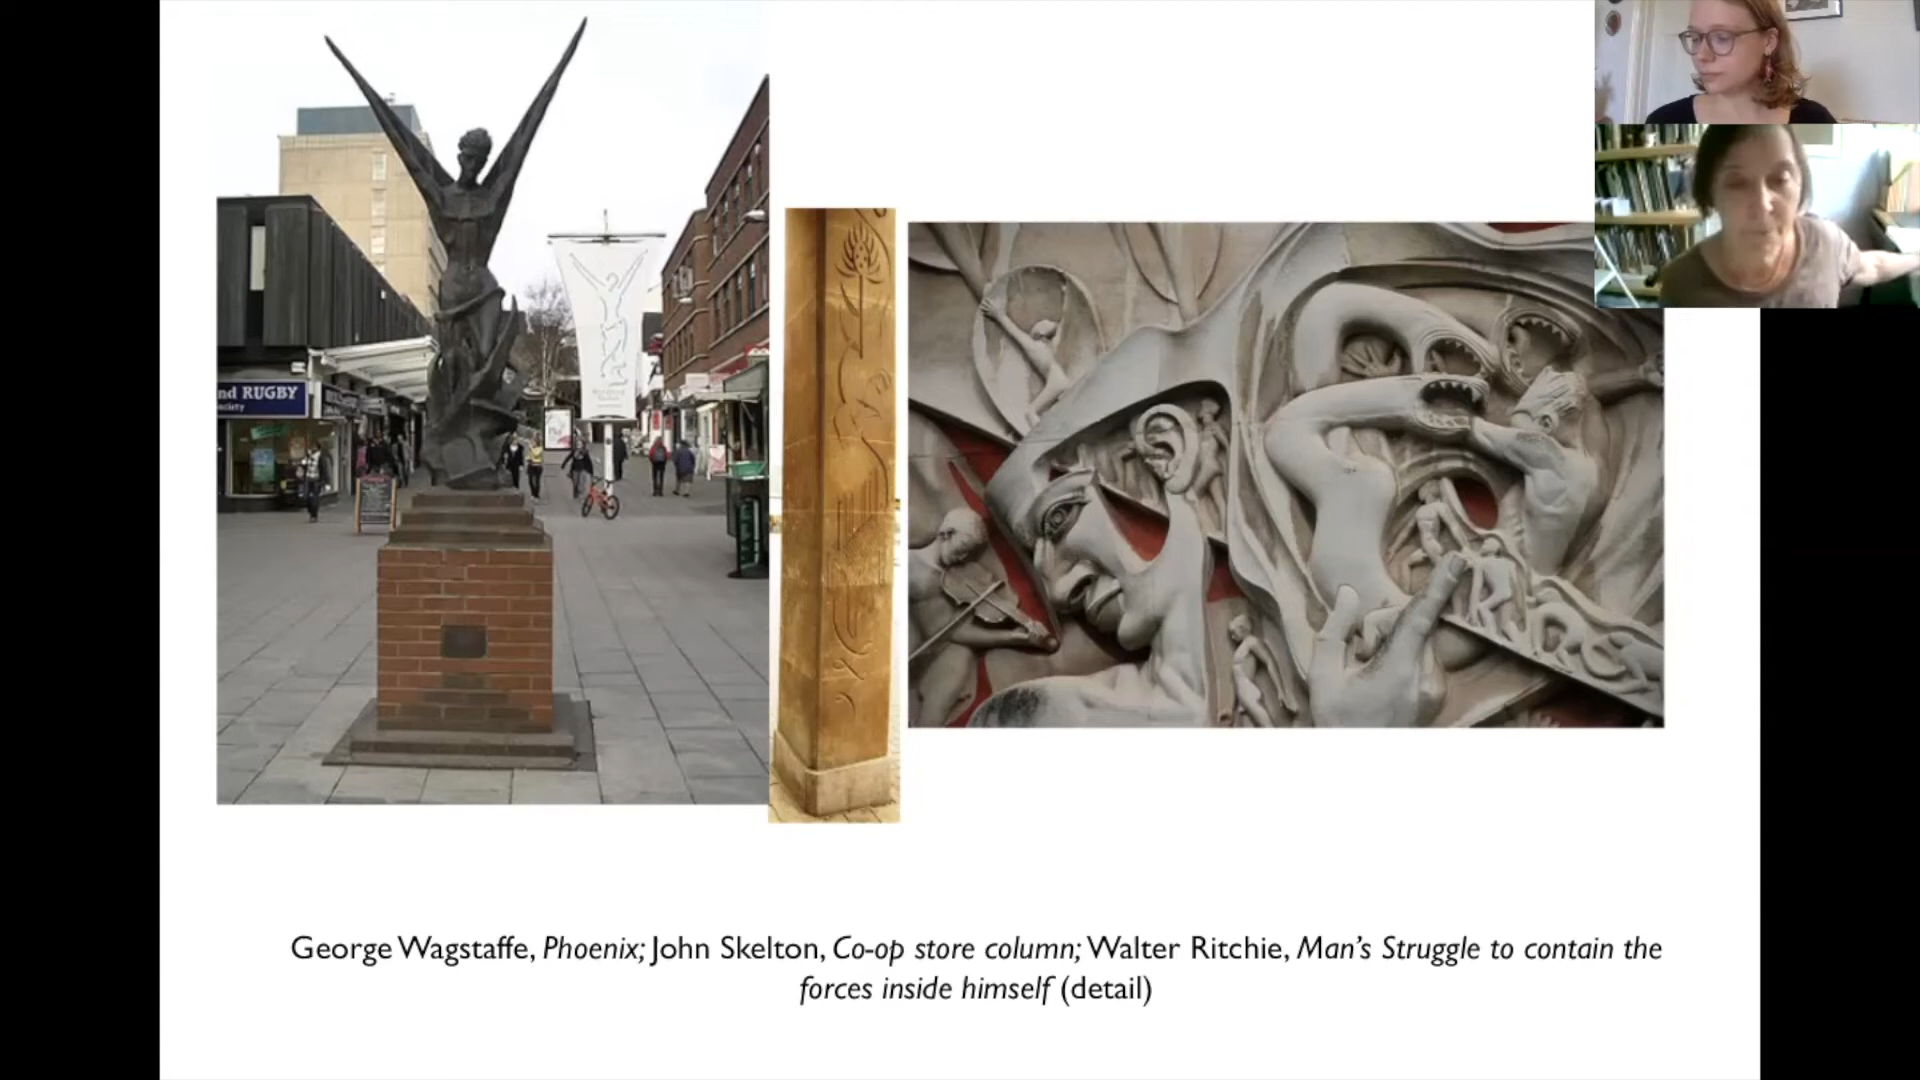 nd RUGBY
ciety
George Wagstaffe, Phoenix; John Skelton, Co-op store column; Walter Ritchie, Man's Struggle to contain the
forces inside himself (detail)